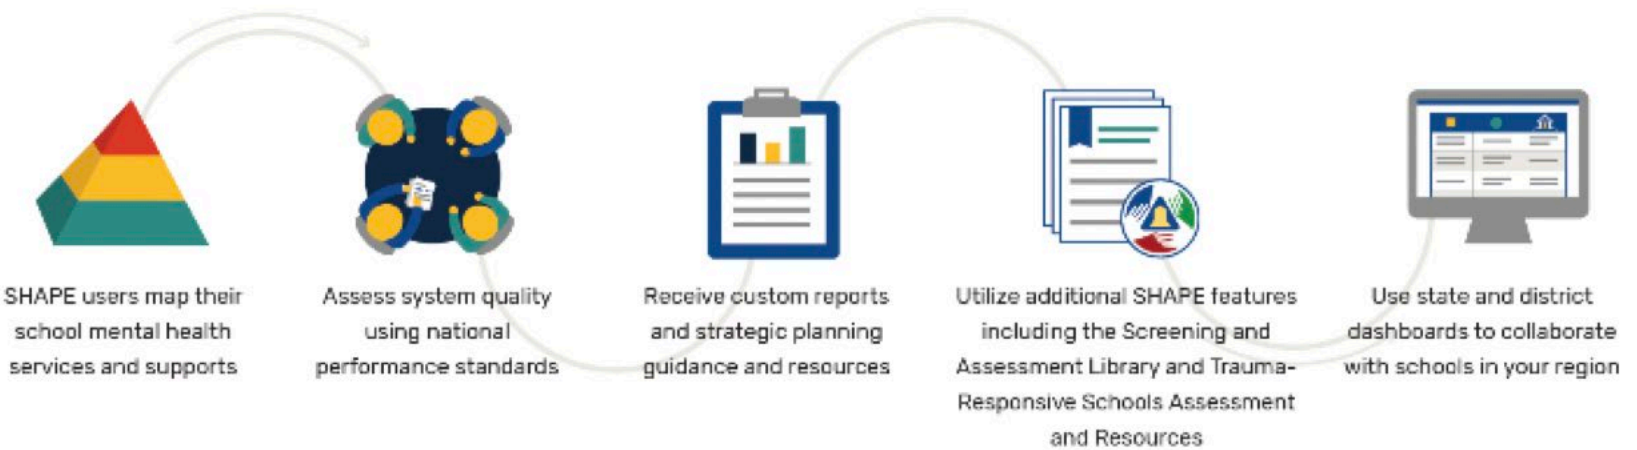 SHAPE users map their
school mental health
services and supports
Assess system quality
using national
performance standards
Receive custom reports
and strategic planning
guidance and resources
Utilize additional SHAPE features
including the Screening and
Assessment Library and Trauma-
Responsive Schools Assessment
and Resources
Use state and district
dashboards to collaborate
with schools in your region